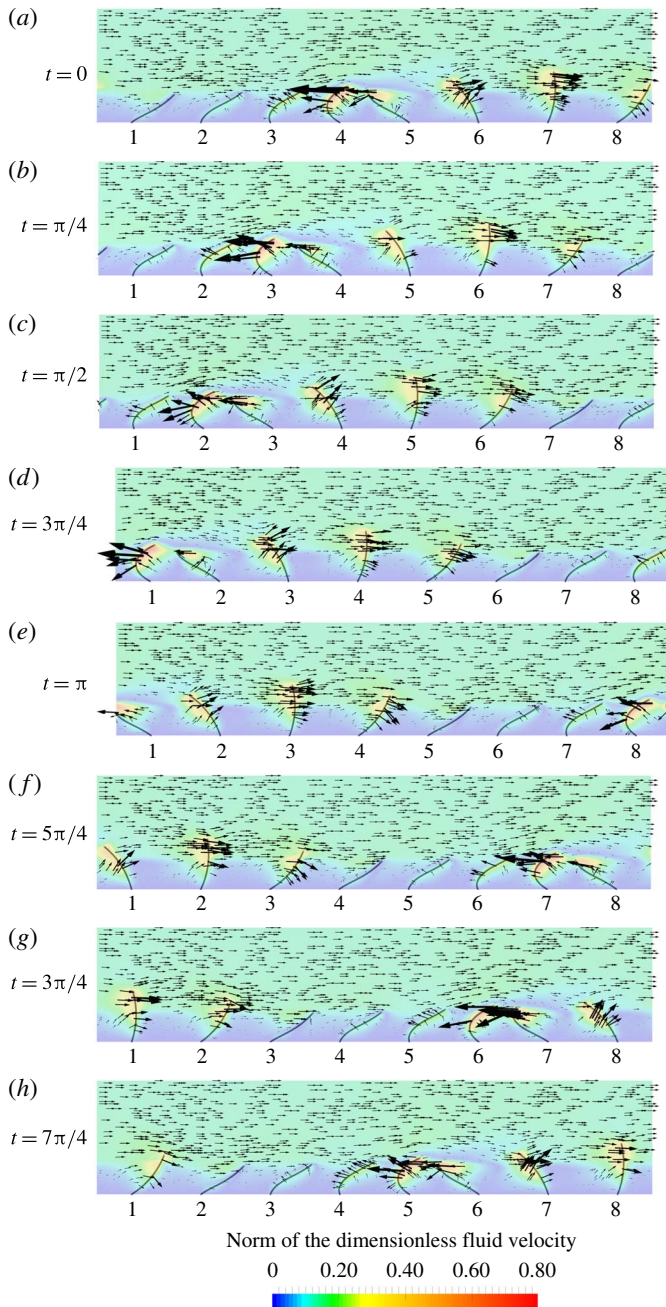 (a)
t = 0
1 2 3 4 5 6 7 8
(b)
t = π/4
1 2 3 4 5 6 7 8
(c)
t = π/2
1 2 3 4 5 6 7 8
(d)
t = 3π/4
1 2 3 4 5 6 7 8
(e)
t = π
1 2 3 4 5 6 7 8
(f)
t = 5π/4
1 2 3 4 5 6 7 8
(g)
t = 3π/4
1 2 3 4 5 6 7 8
(h)
t = 7π/4
1 2 3 4 5 6 7 8
Norm of the dimensionless fluid velocity
0 0.20 0.40 0.60 0.80